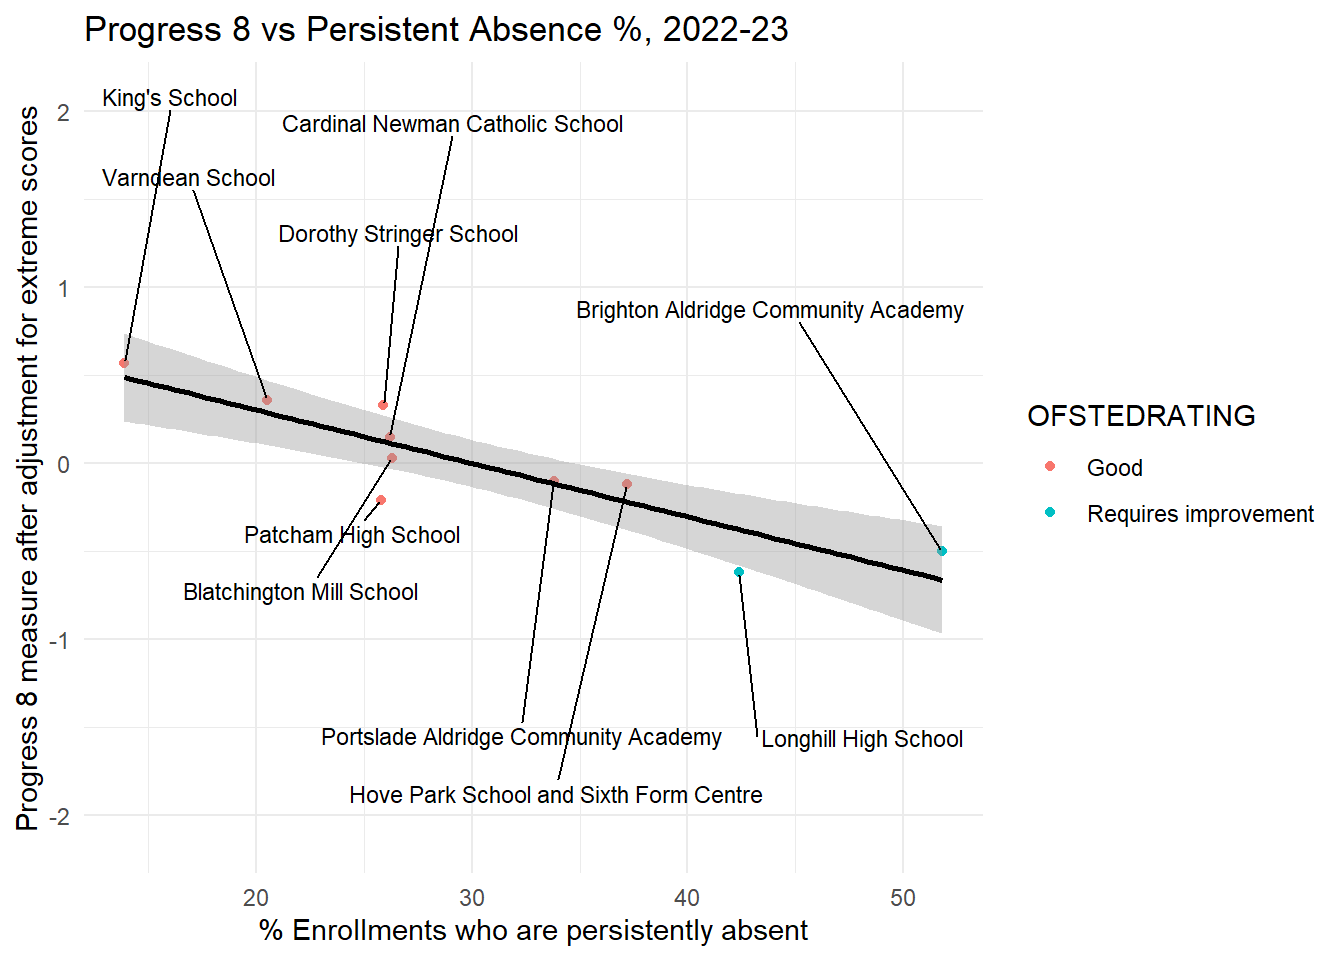 Progress 8 vs Persistent Absence %, 2022-23
King's School
Cardinal Newman Catholic School
Varndean School
Dorothy Stringer School
Brighton Aldridge Community Academy
Patcham High School
Blatchington Mill School
Portslade Aldridge Community Academy
Longhill High School
Hove Park School and Sixth Form Centre
Progress 8 measure after adjustment for extreme scores
2
1
0
-1
-2
20 30 40 50
% Enrollments who are persistently absent
OFSTEDRATING
Good
Requires improvement